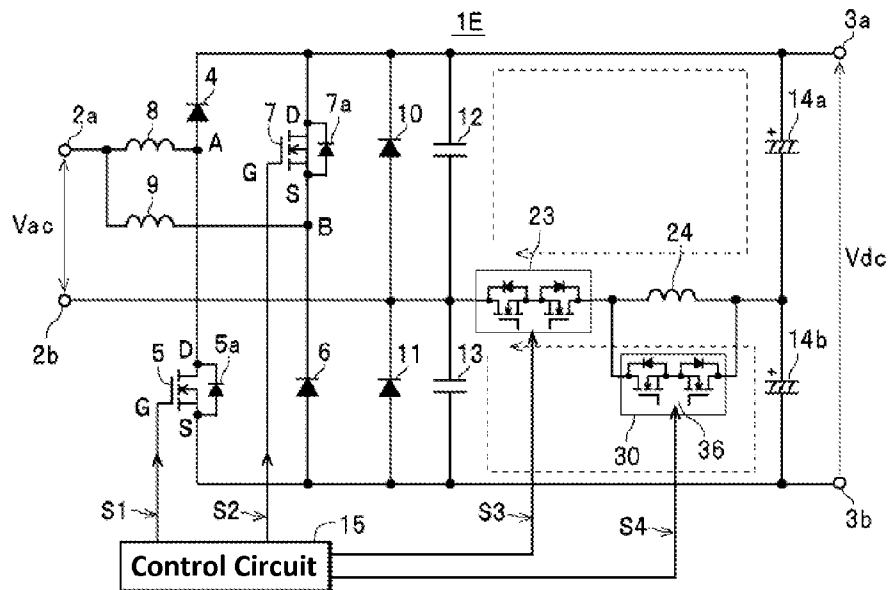 1E
3a
4
D
7a
2a
8
7
10
12
14a
A
G
S
9
B
23
24
Vac
Vdc
2b
D
5a
6
11
13
14b
5
G
S
30
36
S1
S2
15
S3
S4
3b
Control Circuit
+
+